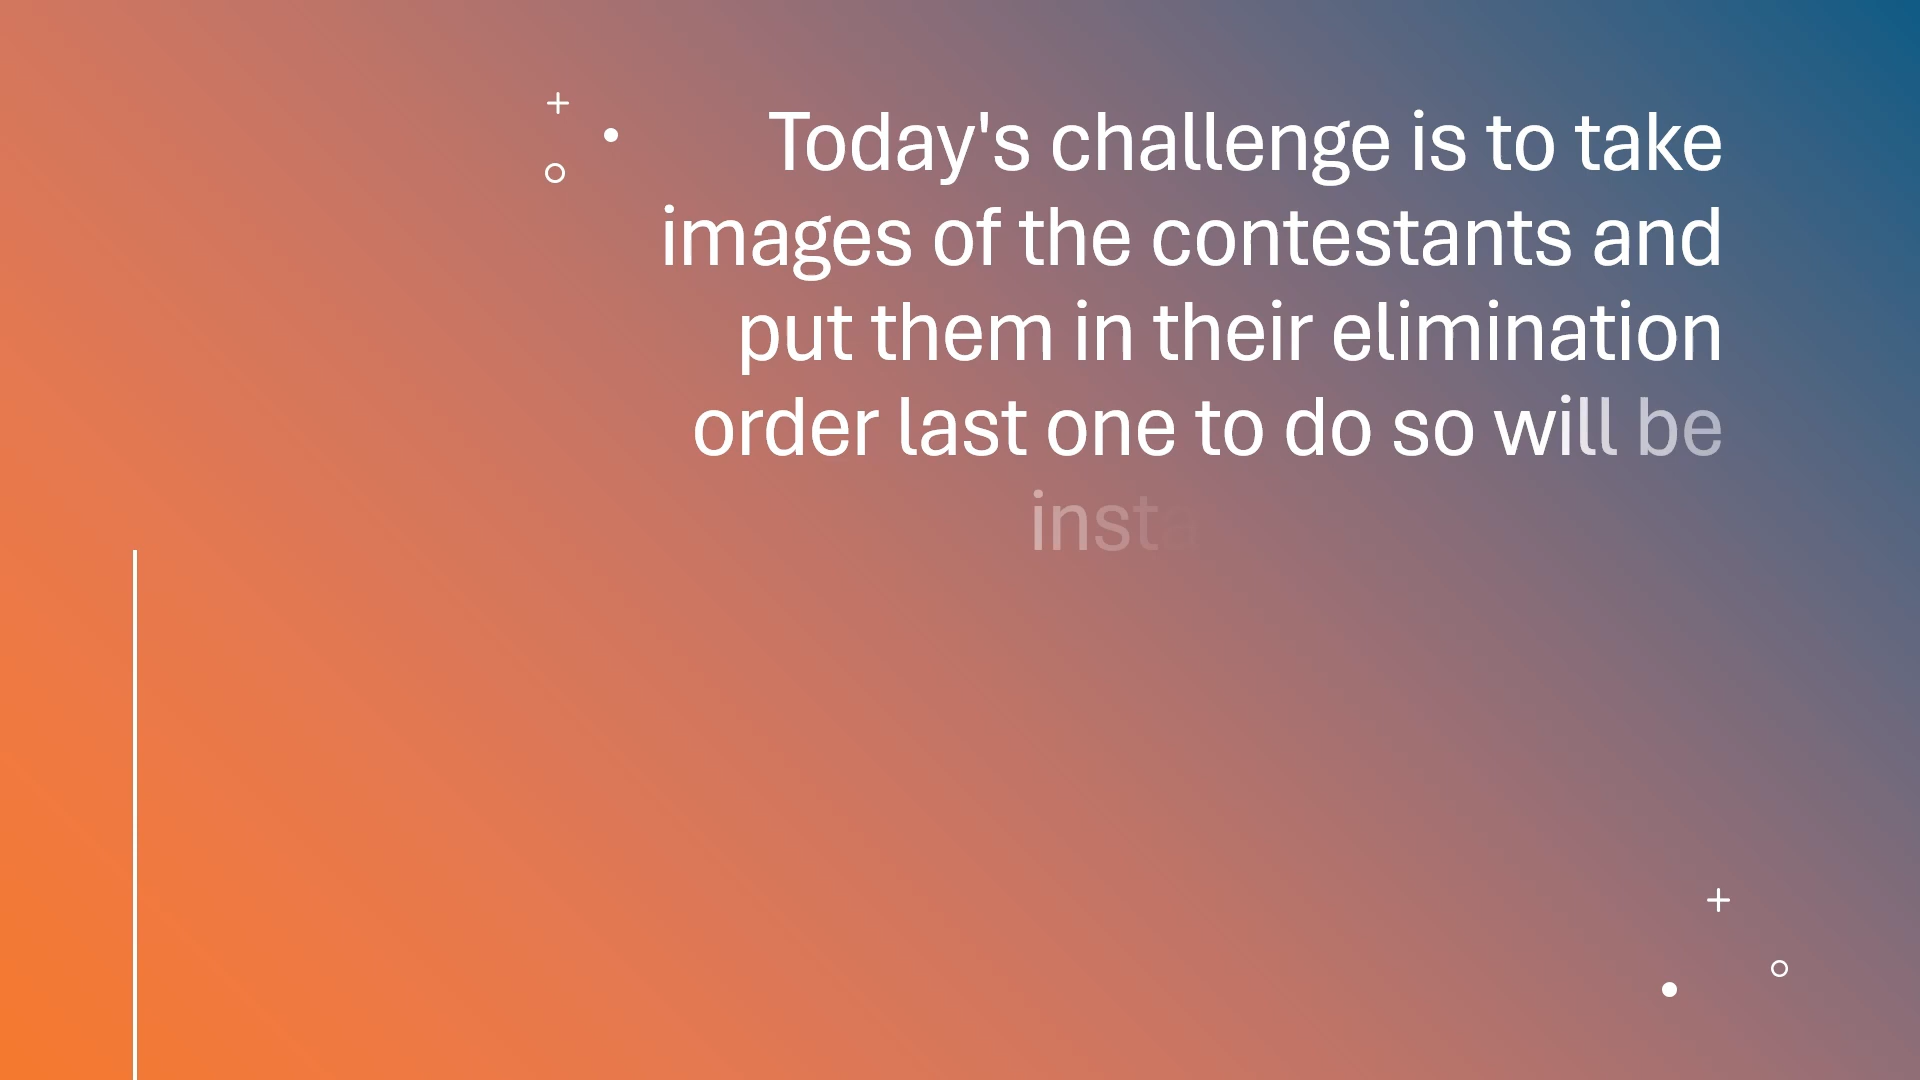 Today's challenge is to take
images of the contestants and
put them in their elimination
order last one to do so will be
insta